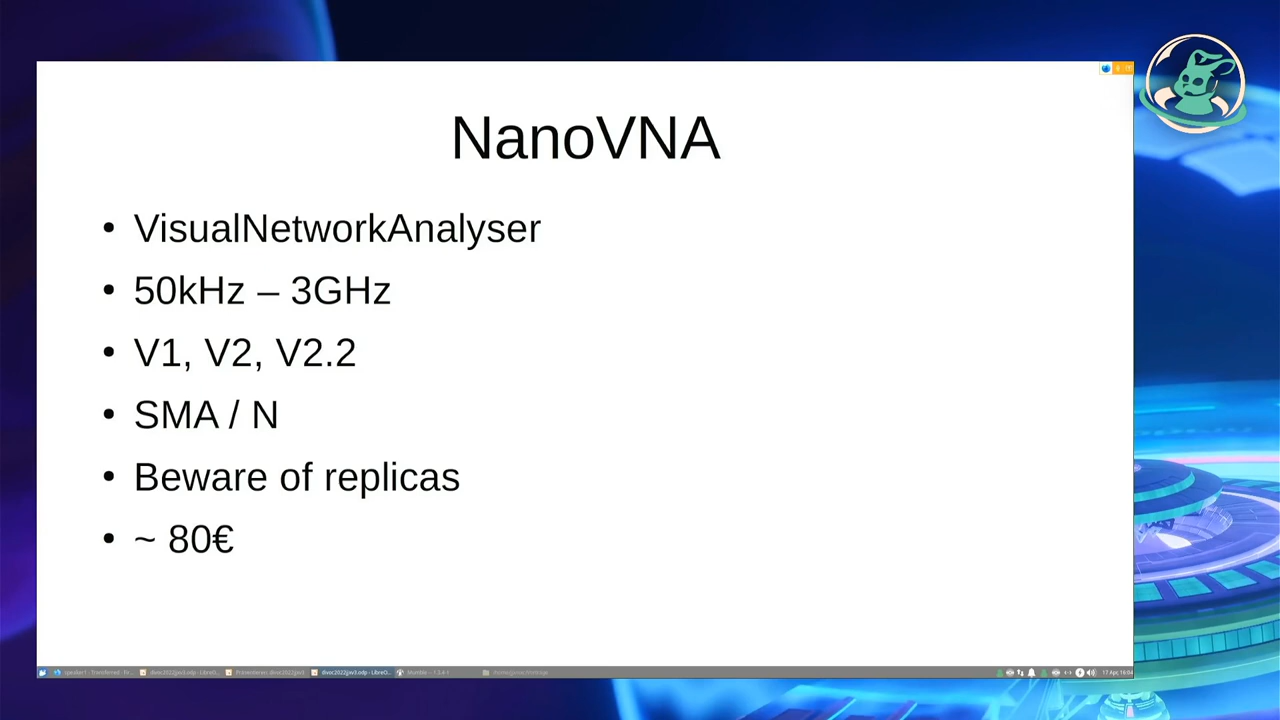 NanoVNA
• VisualNetworkAnalyser
• 50kHz – 3GHz
• V1, V2, V2.2
• SMA / N
• Beware of replicas
• ~ 80€